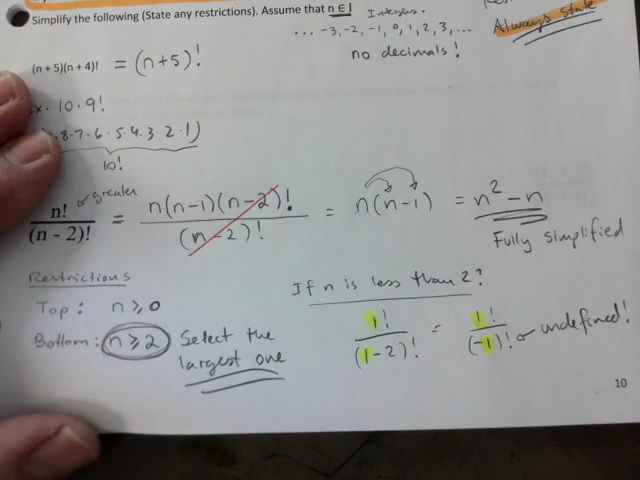 Simplify the following (State any restrictions). Assume that n ∈ I
Integers.
... -3, -2, -1, 0, 1, 2, 3, ...
no decimals!
Always state
(n + 5)(n + 4)! = (n+5)!
x · 10 · 9!
· 8 · 7 · 6 · 5 · 4 · 3 · 2 · 1)
10!
greater
n! / (n - 2)! = n(n-1)(n-2)! / (n-2)! = n(n-1) = n² - n
Fully simplified
Restrictions
Top: n ≥ 0
Bottom: n ≥ 2 Select the
largest one
If n is less than 2?
1! / (1-2)! = 1! / (-1)! undefined!
10